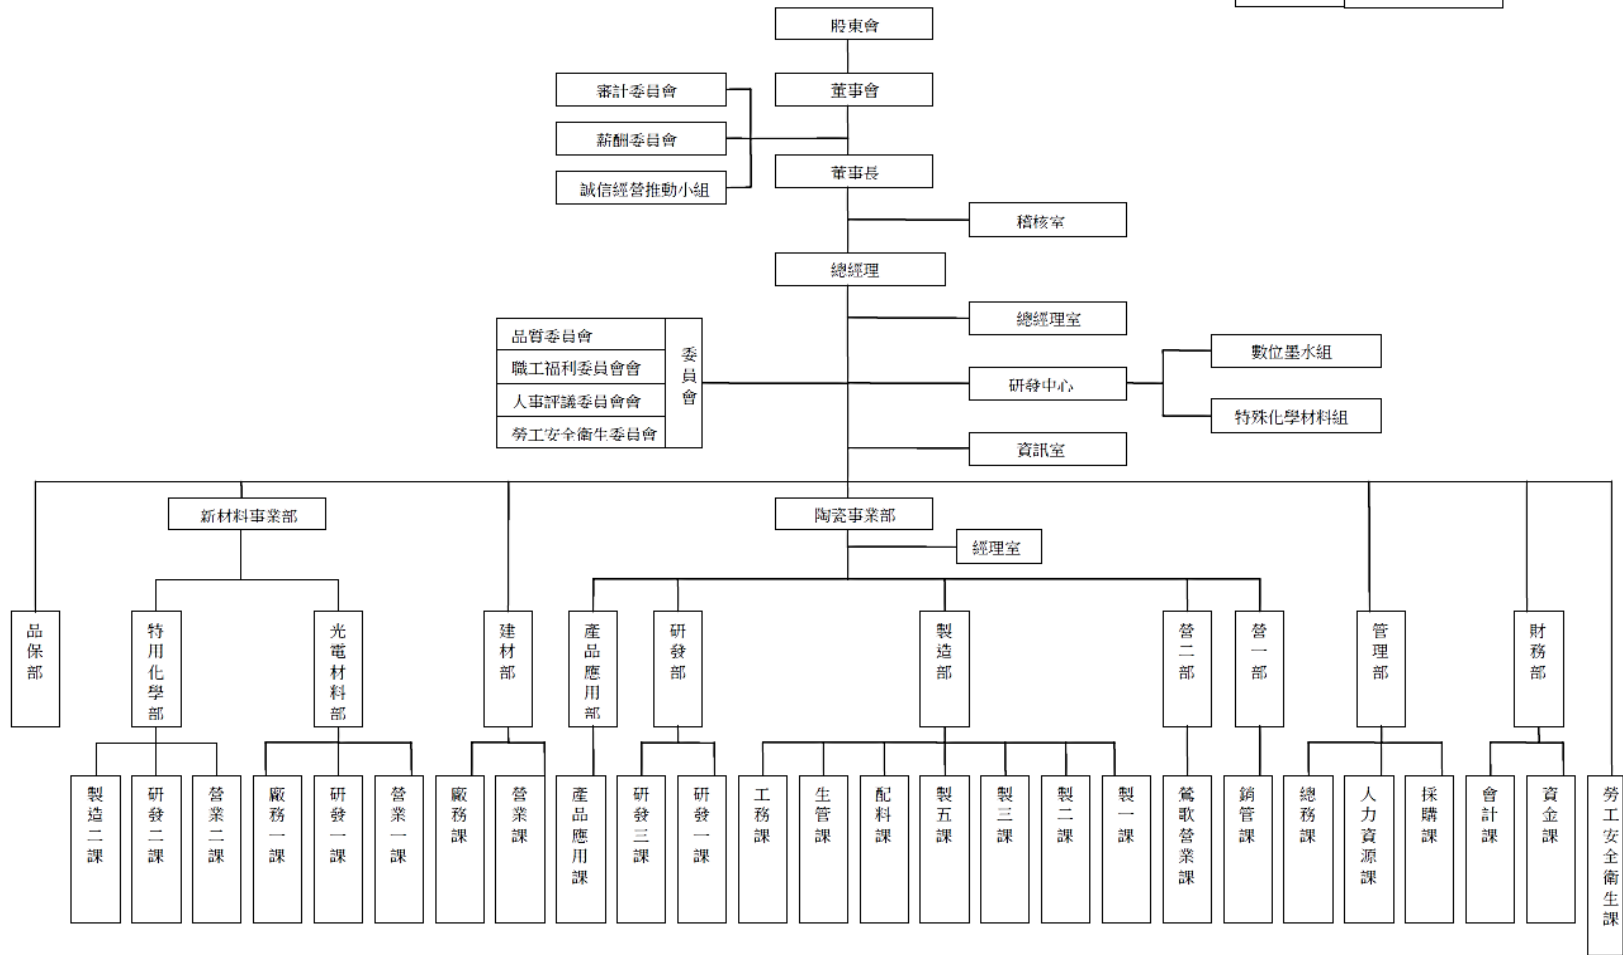 股東會
審計委員會
董事會
薪酬委員會
董事長
誠信經營推動小組
稽核室
總經理
總經理室
品質委員會
職工福利委員會會
人事評議委員會會
勞工安全衛生委員會
委員會
研發中心
數位墨水組
特殊化學材料組
資訊室
新材料事業部
陶瓷事業部
經理室
品保部
特用化學部
光電材料部
建材部
產品應用部
研發部
製造部
營二部
營一部
管理部
財務部
製造二課
研發二課
營業二課
廠務一課
研發一課
營業一課
廠務課
營業課
產品應用課
研發三課
研發一課
工務課
生管課
配料課
製五課
製三課
製二課
製一課
鶯歌營業課
銷管課
總務課
人力資源課
採購課
會計課
資金課
勞工安全衛生課